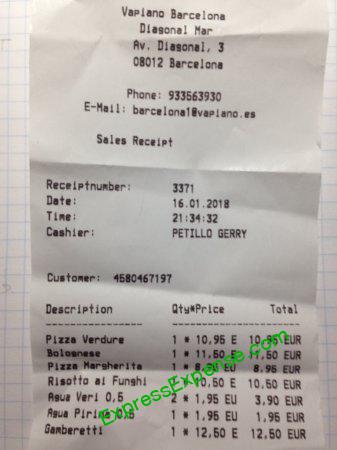 Vapiano Barcelona
Diagonal Mar
Av. Diagonal, 3
08012 Barcelona
Phone: 933563930
E-Mail: barcelona1@vapiano.es
Sales Receipt
Receiptnumber: 3371
Date: 16.01.2018
Time: 21:34:32
Cashier: PETILLO GERRY
Customer: 4580467197
Description Qty*Price Total
Pizza Verdure 1 * 10,95 E 10,95 EUR
Bolognese 1 * 11,50 E 11,50 EUR
Pizza Margherita 1 * 8,95 EU 8,95 EUR
Risotto ai Funghi 1 * 10,50 E 10,50 EUR
Agua Veri 0,5 2 * 1,95 EU 3,90 EUR
Agua Pirine 0,5 1 * 1,95 EU 1,95 EUR
Gamberetti 1 * 12,50 E 12,50 EUR
ExpressExpense.com